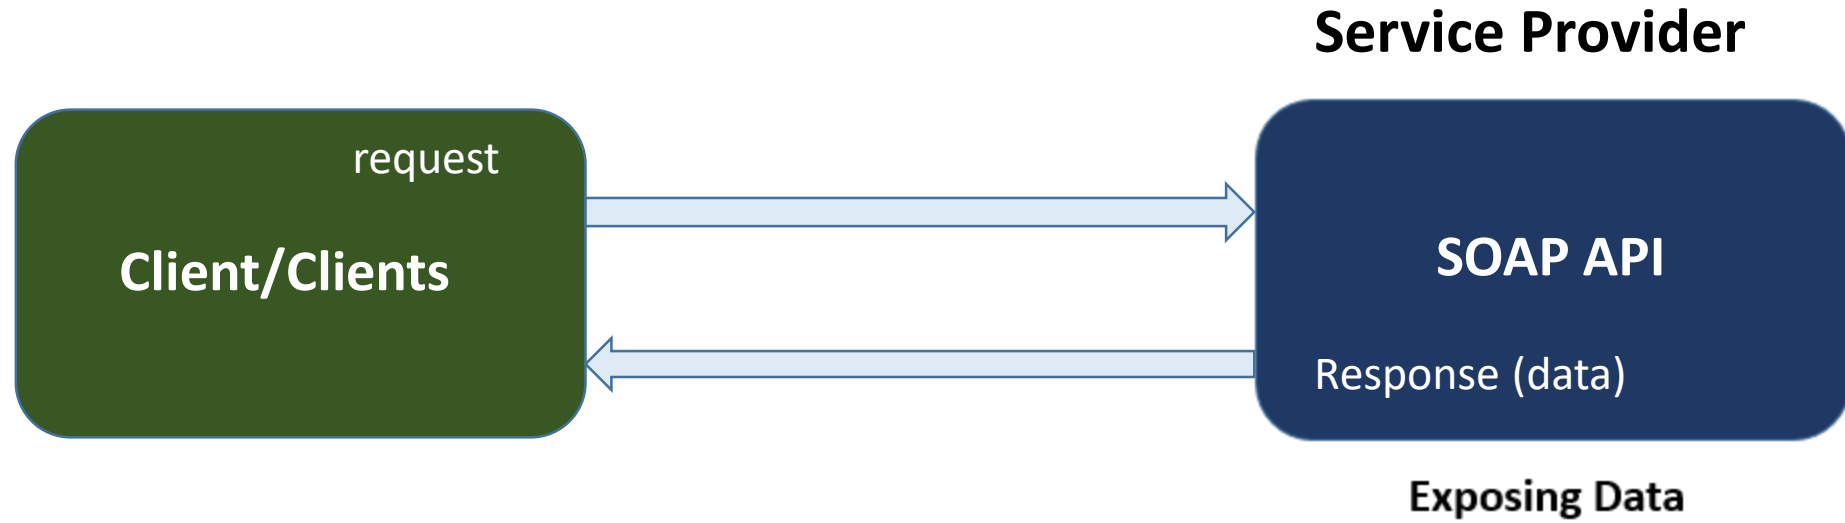 Service Provider
request
Client/Clients
SOAP API
Response (data)
Exposing Data